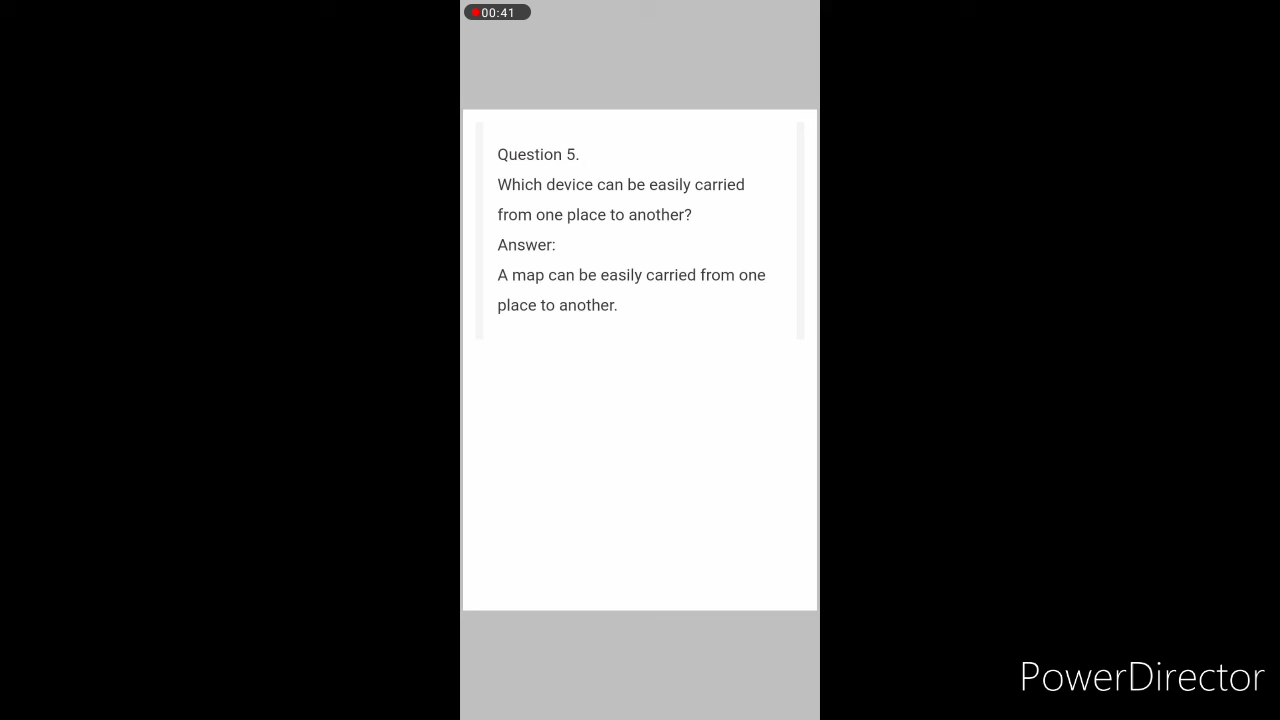 00:41
Question 5.
Which device can be easily carried
from one place to another?
Answer:
A map can be easily carried from one
place to another.
PowerDirector